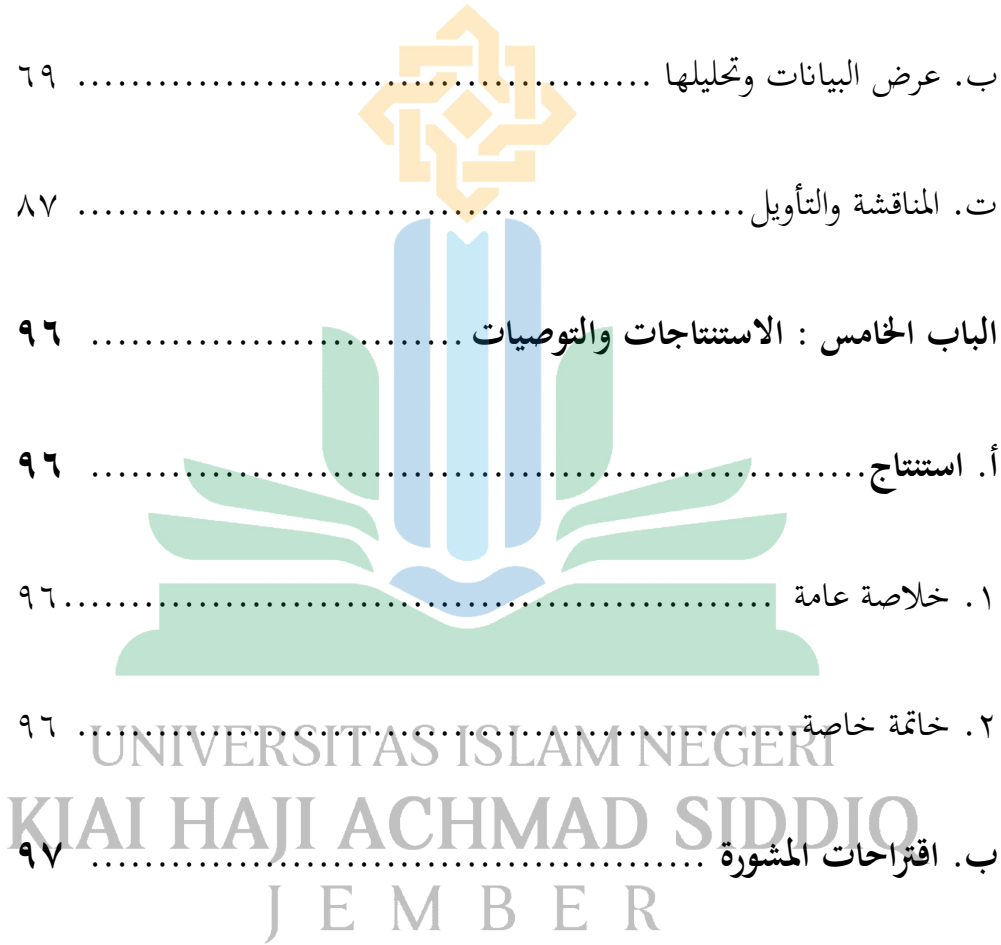 ب. عرض البيانات وتحليلها ........................................... ٦٩
ت. المناقشة والتأويل .................................................. ٨٧
الباب الخامس : الاستنتاجات والتوصيات ............................ ٩٦
أ. استنتاج .......................................................... ٩٦
١. خلاصة عامة ..................................................... ٩٦
٢. خاتمة خاصة ...................................................... ٩٦
UNIVERSITAS ISLAM NEGERI
KIAI HAJI ACHMAD SIDDIQ
ب. اقتراحات المشورة .............................................. ٩٧
J E M B E R